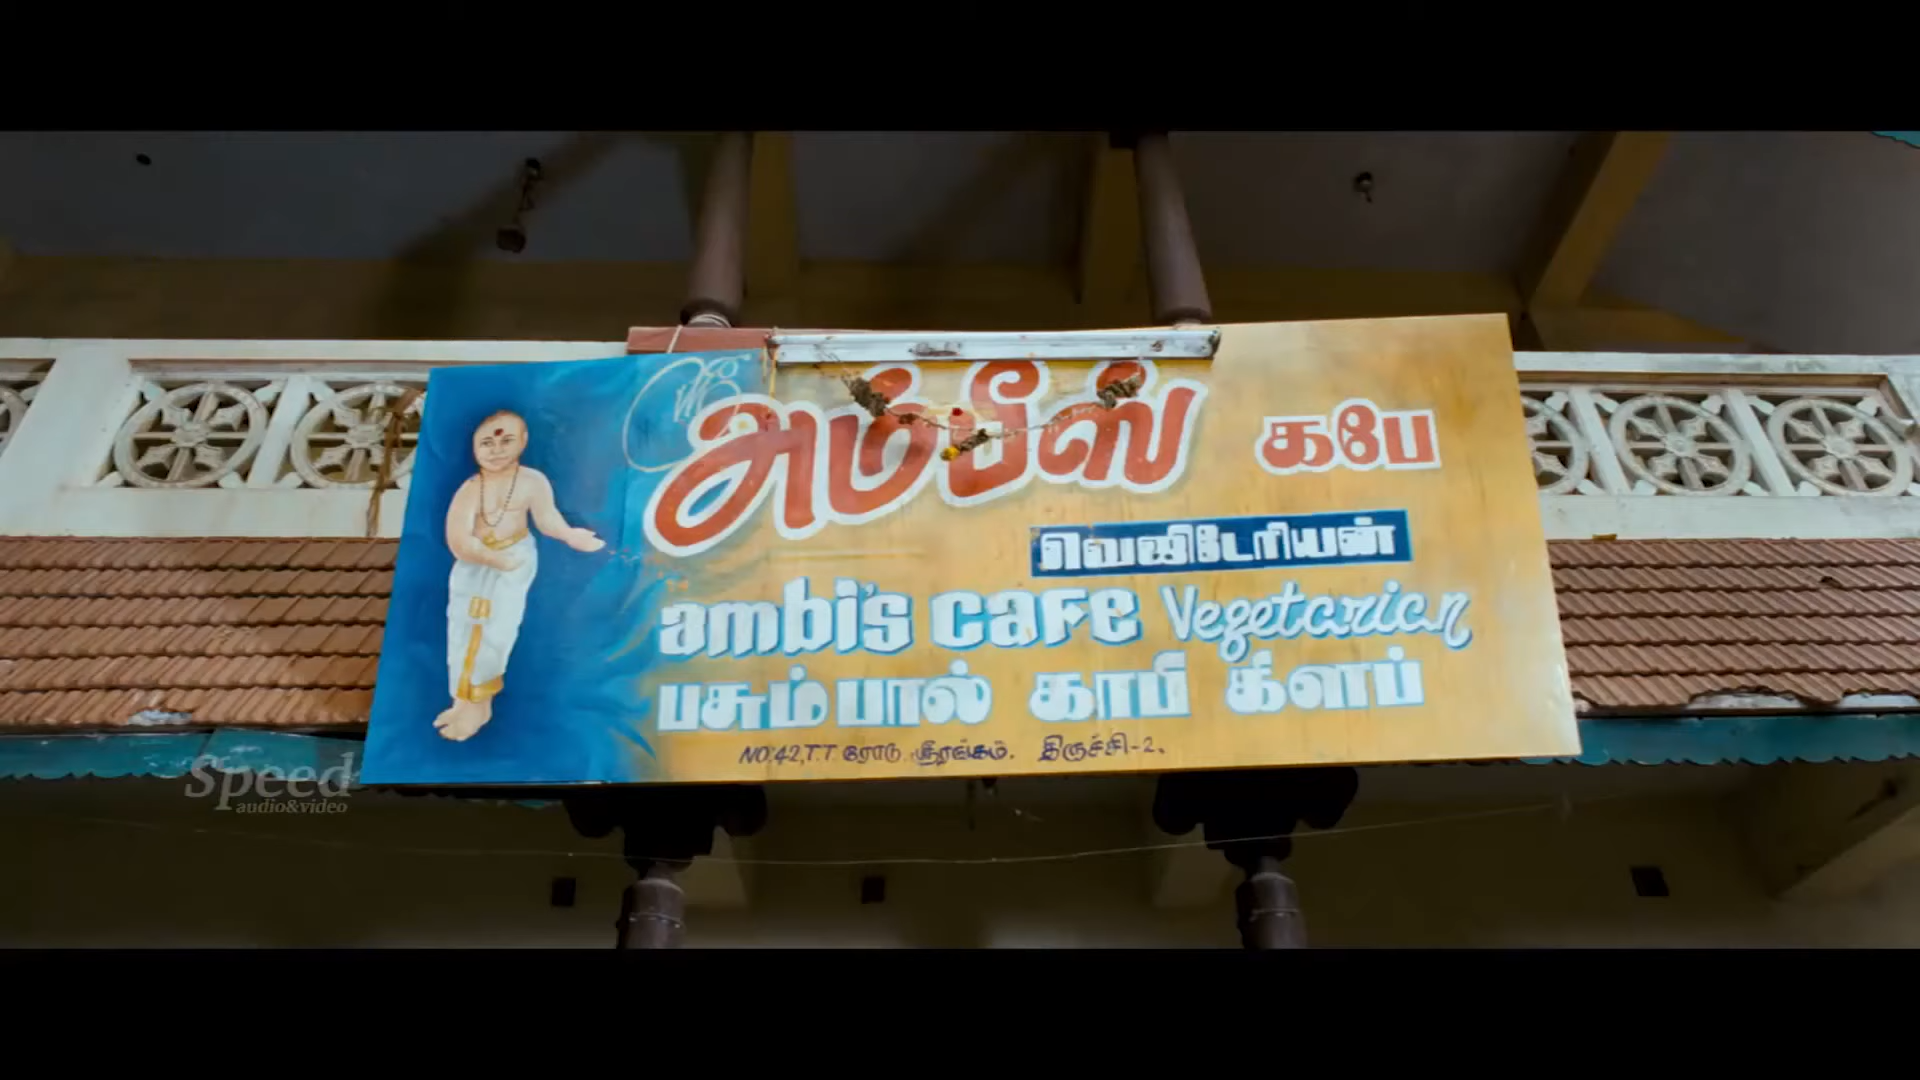 அம்பீஸ் கபே
வெஜிடேரியன்
ambi's cafe Vegetarian
பசும் பால் காபி கிளப்
NO.42,T.T ரோடு ஸ்ரீரங்கம். திருச்சி-2.
Speed
audio&video